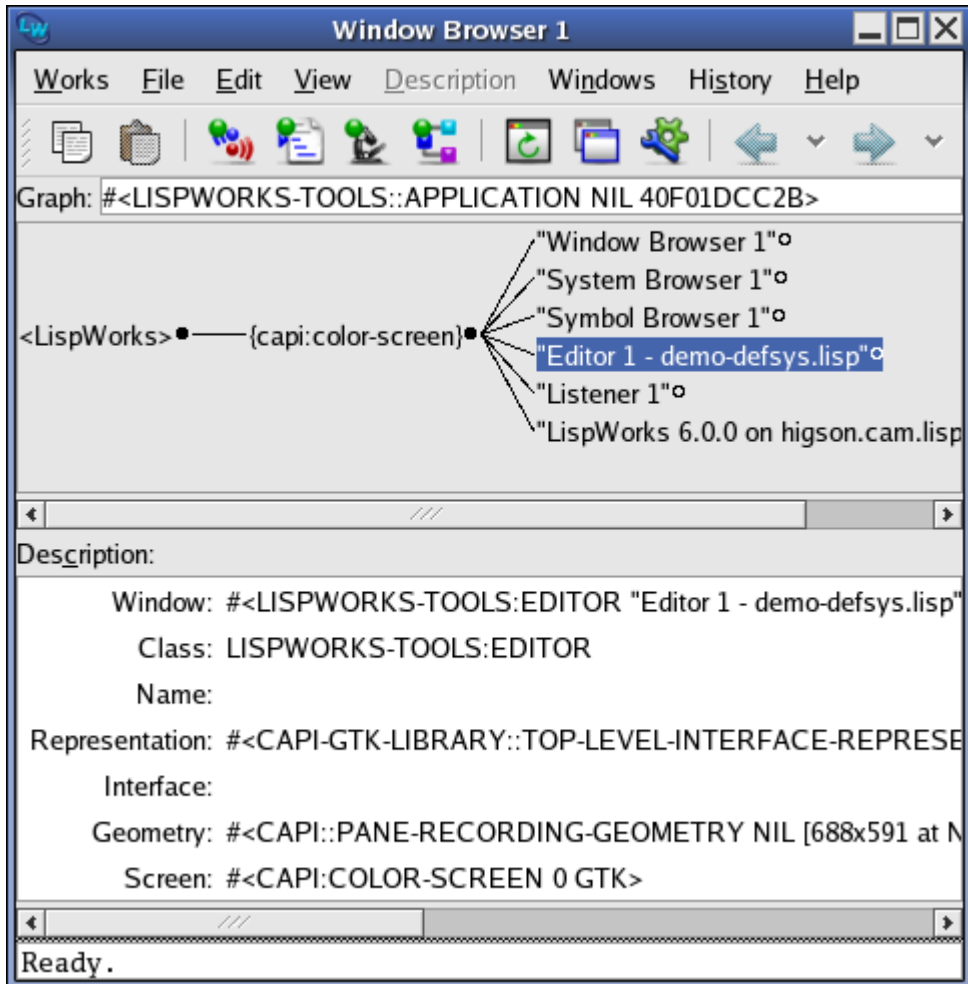 LW Window Browser 1
Works File Edit View Description Windows History Help
Graph: #<LISPWORKS-TOOLS::APPLICATION NIL 40F01DCC2B>
"Window Browser 1"
"System Browser 1"
"Symbol Browser 1"
<LispWorks> {capi:color-screen}
"Editor 1 - demo-defsys.lisp"
"Listener 1"
"LispWorks 6.0.0 on higson.cam.lisp
Description:
Window: #<LISPWORKS-TOOLS:EDITOR "Editor 1 - demo-defsys.lisp"
Class: LISPWORKS-TOOLS:EDITOR
Name:
Representation: #<CAPI-GTK-LIBRARY::TOP-LEVEL-INTERFACE-REPRESE
Interface:
Geometry: #<CAPI::PANE-RECORDING-GEOMETRY NIL [688x591 at N
Screen: #<CAPI:COLOR-SCREEN 0 GTK>
Ready.